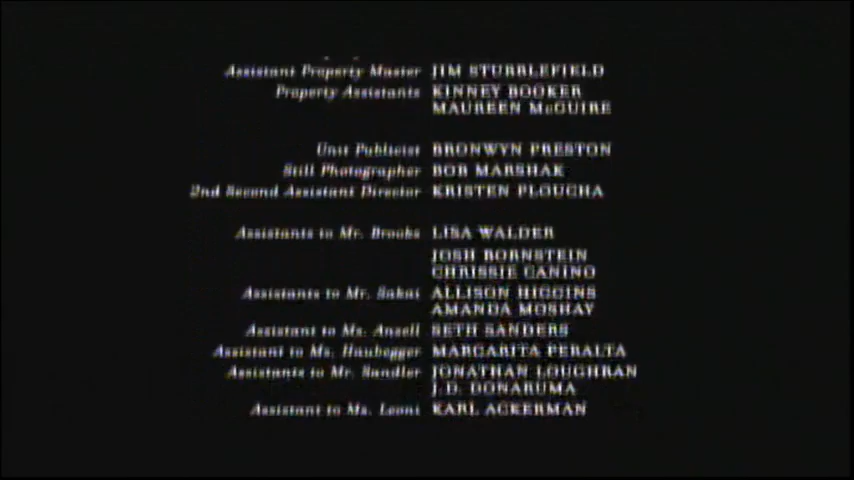 Assistant Property Master JIM STUBBLEFIELD
Property Assistants KINNEY BOOKER
MAUREEN McGUIRE
Unit Publicist BRONWYN PRESTON
Still Photographer BOB MARSHAK
2nd Second Assistant Director KRISTEN PLOUCHA
Assistants to Mr. Brooks LISA WALDER
JOSH BORNSTEIN
CHRISSIE CANINO
Assistants to Mr. Sakai ALLISON HIGGINS
AMANDA MOSHAY
Assistant to Ms. Ansell SETH SANDERS
Assistant to Ms. Haubegger MARGARITA PERALTA
Assistants to Mr. Sandler JONATHAN LOUGHRAN
J.D. DONARUMA
Assistant to Ms. Leoni KARL ACKERMAN